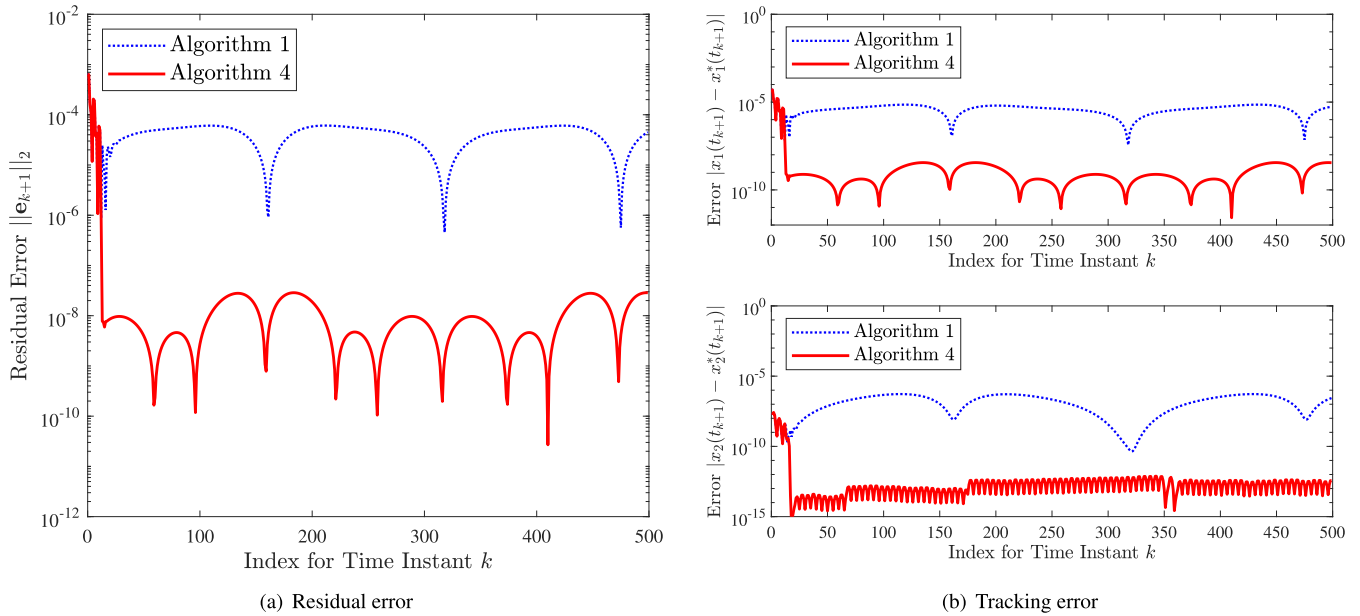 10^{-2}
10^{-4}
10^{-6}
10^{-8}
10^{-10}
10^{-12}
Residual Error ||e_{k+1}||_2
Algorithm 1
Algorithm 4
0 100 200 300 400 500
Index for Time Instant k
(a) Residual error
10^0
10^{-5}
10^{-10}
Error |x_1(t_{k+1}) − x_1^*(t_{k+1})|
Algorithm 1
Algorithm 4
0 50 100 150 200 250 300 350 400 450 500
Index for Time Instant k
10^0
10^{-5}
10^{-10}
10^{-15}
Error |x_2(t_{k+1}) − x_2^*(t_{k+1})|
Algorithm 1
Algorithm 4
0 50 100 150 200 250 300 350 400 450 500
Index for Time Instant k
(b) Tracking error